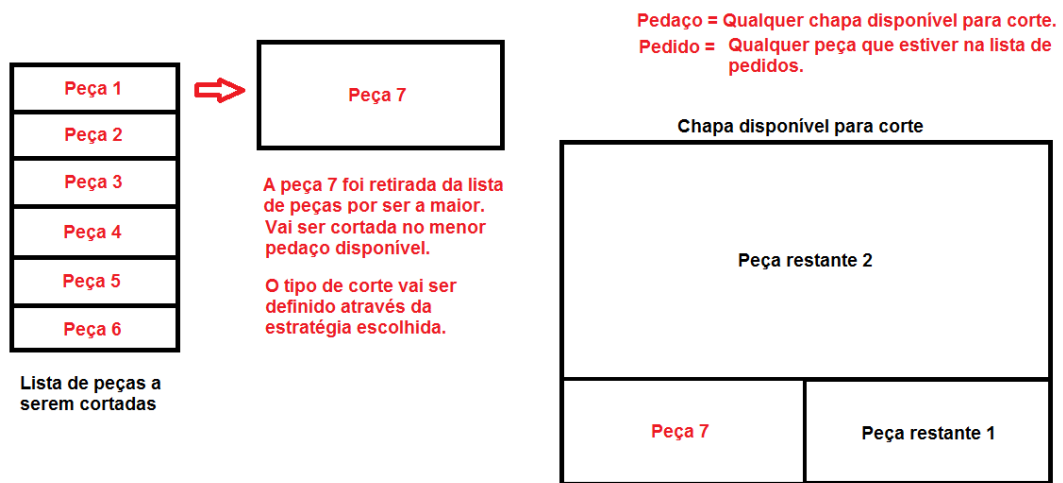 Pedaço = Qualquer chapa disponível para corte.
Pedido = Qualquer peça que estiver na lista de
pedidos.
Peça 1
Peça 2
Peça 3
Peça 4
Peça 5
Peça 6
Lista de peças a
serem cortadas
Peça 7
A peça 7 foi retirada da lista
de peças por ser a maior.
Vai ser cortada no menor
pedaço disponível.
O tipo de corte vai ser
definido através da
estratégia escolhida.
Chapa disponível para corte
Peça restante 2
Peça 7
Peça restante 1